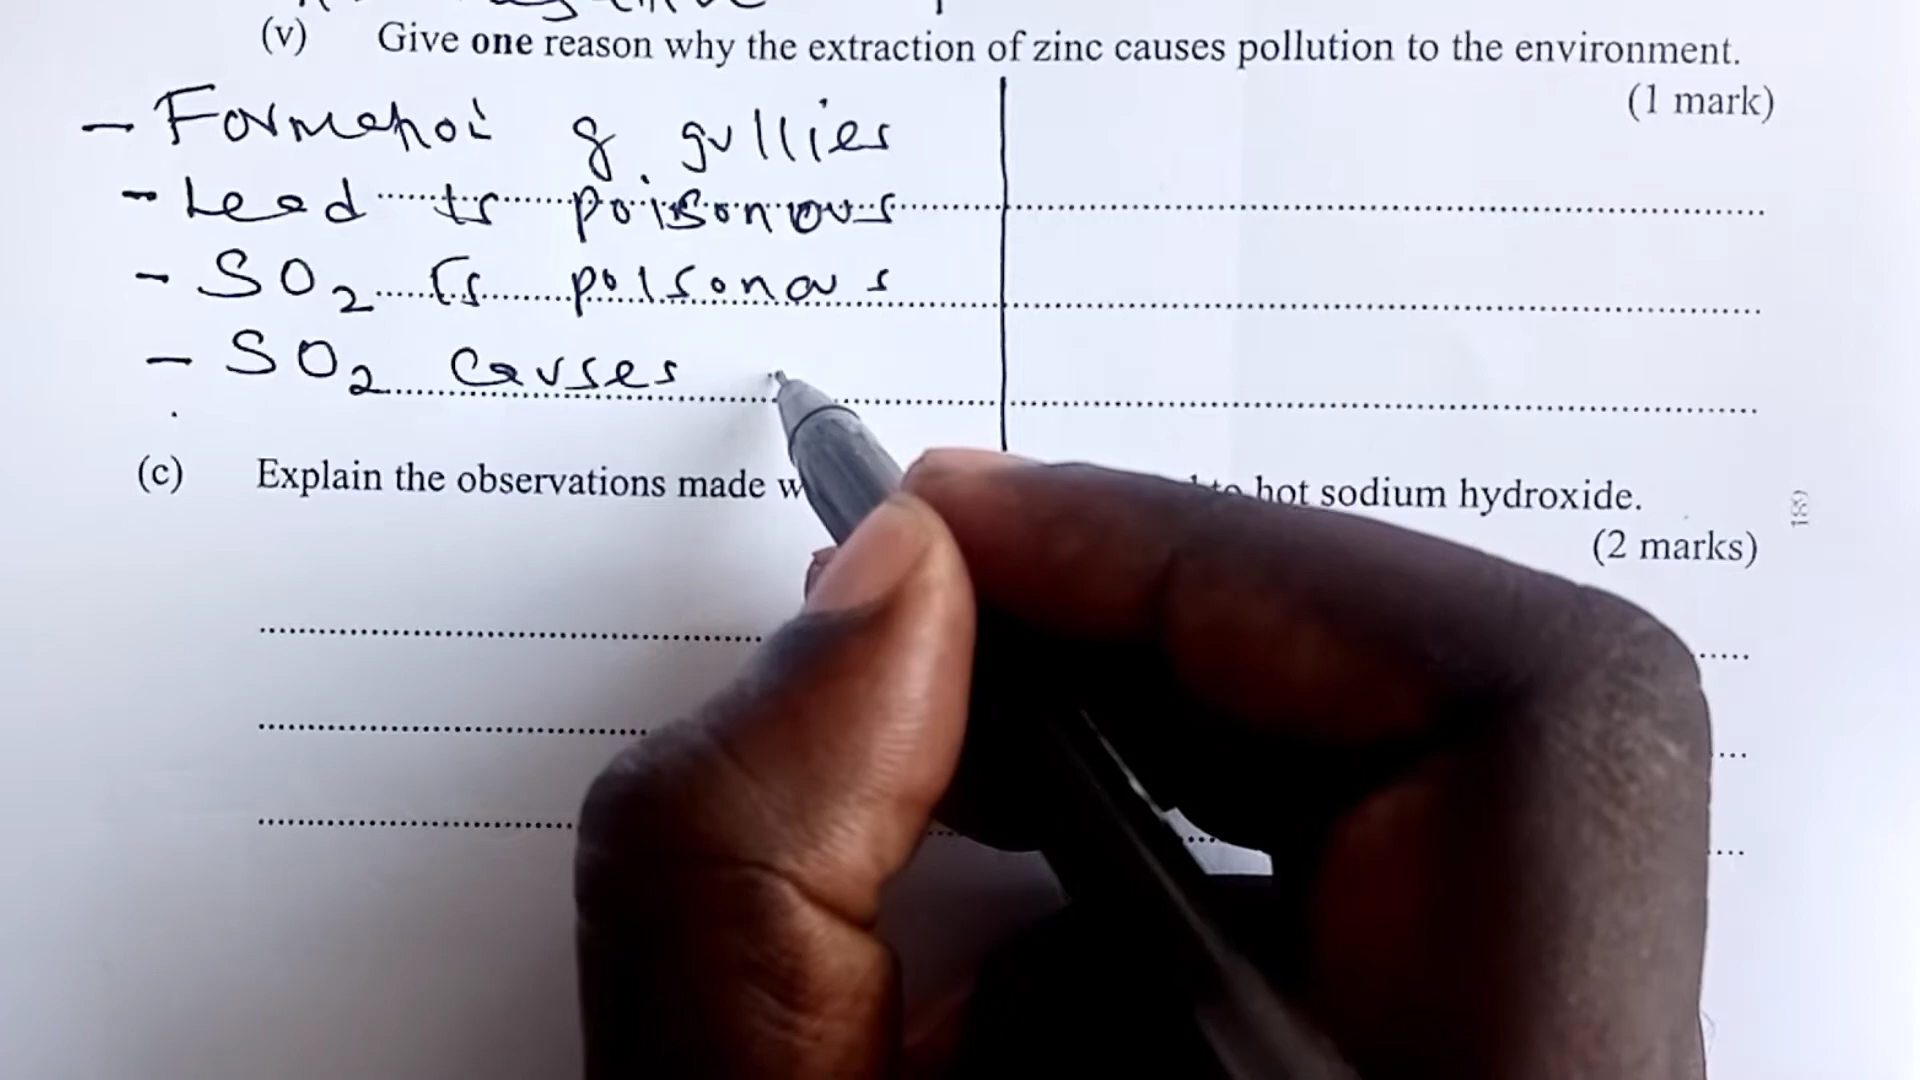 (v) Give one reason why the extraction of zinc causes pollution to the environment.
(1 mark)
- Formation of gullies
- Lead is poisonous
- SO2 is poisonous
- SO2 causes
(c) Explain the observations made to hot sodium hydroxide.
(2 marks)